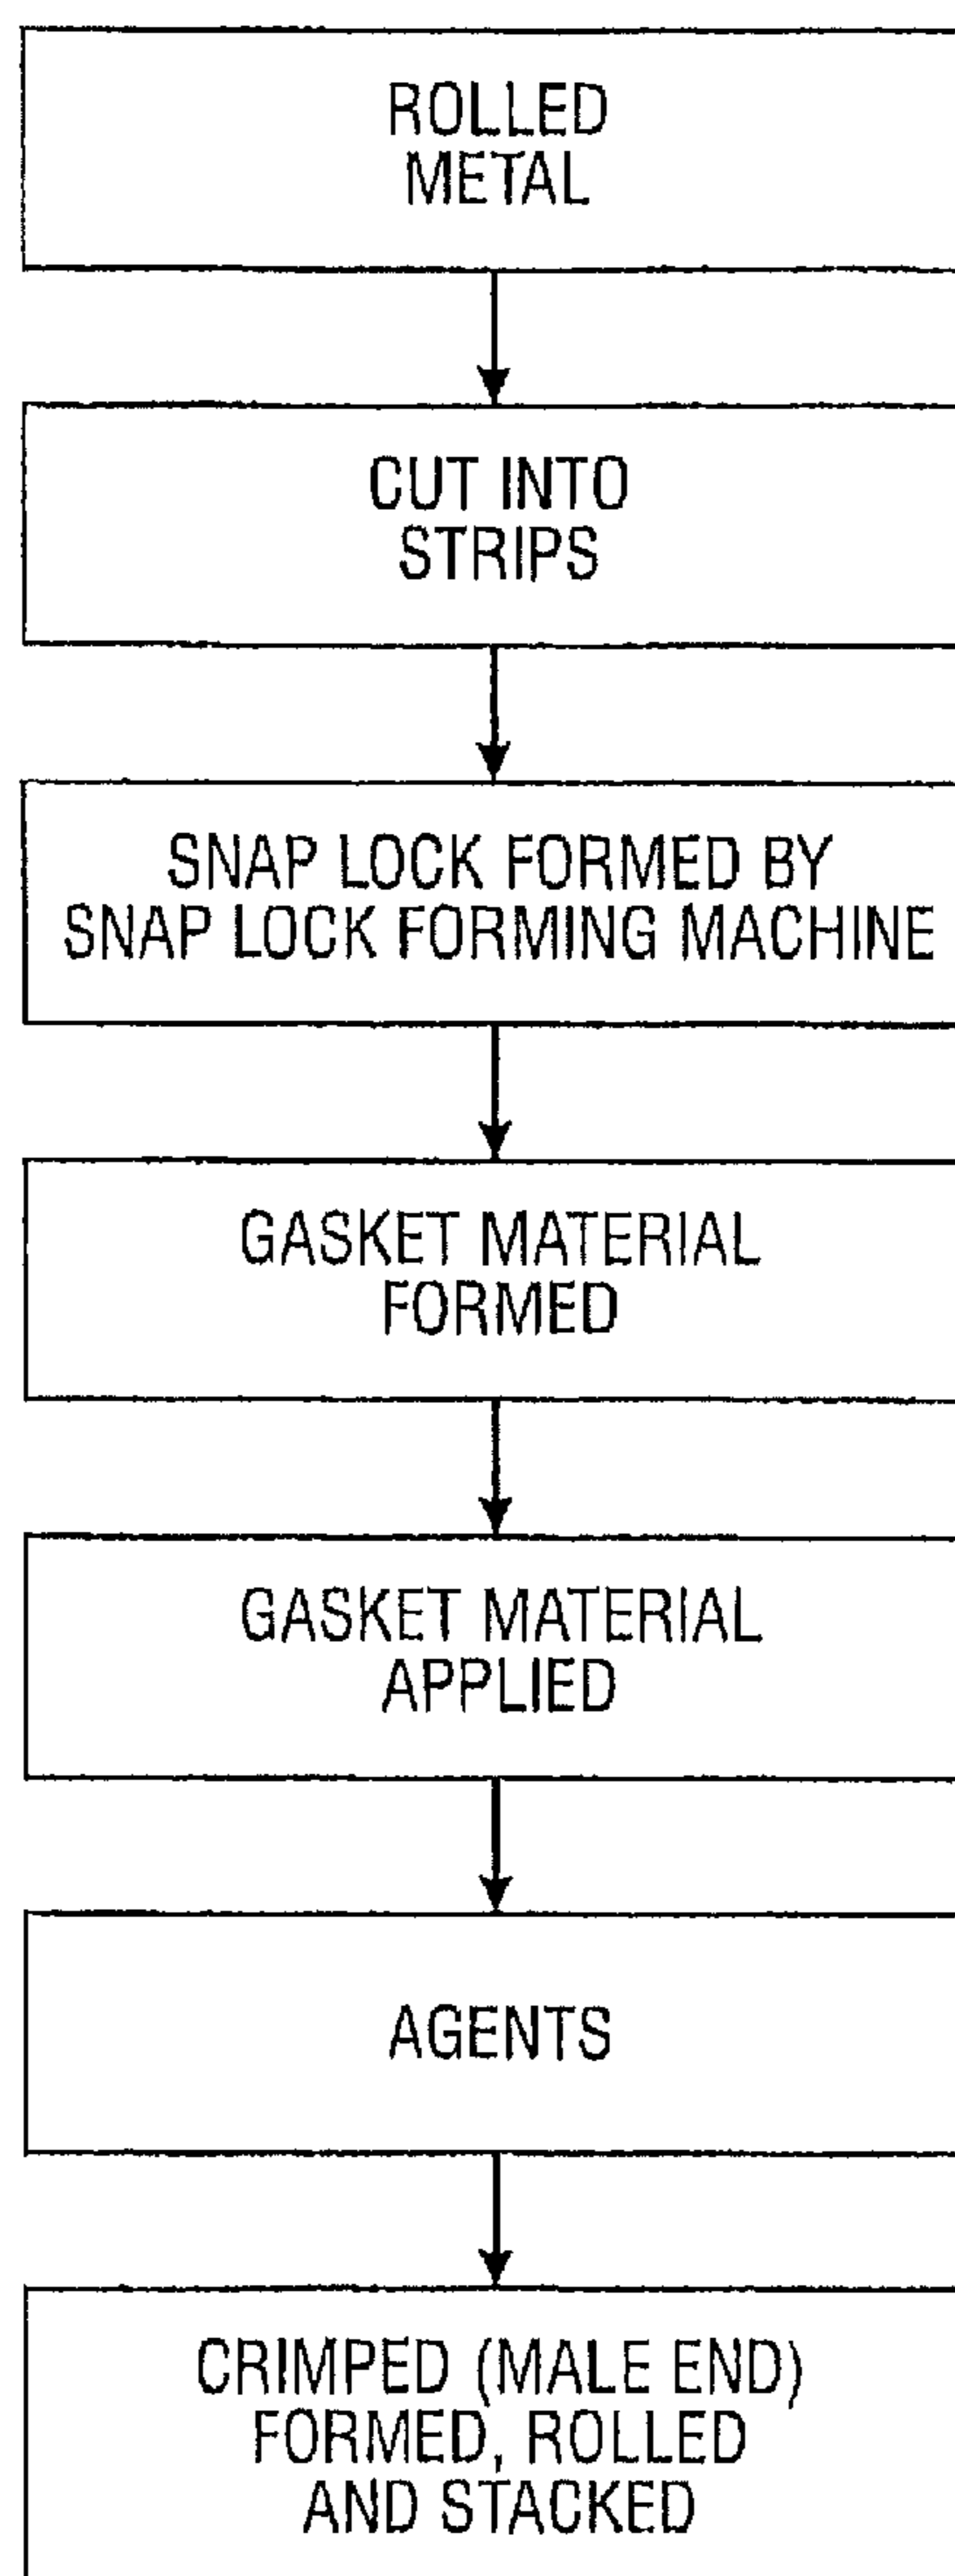 ROLLED
METAL
CUT INTO
STRIPS
SNAP LOCK FORMED BY
SNAP LOCK FORMING MACHINE
GASKET MATERIAL
FORMED
GASKET MATERIAL
APPLIED
AGENTS
CRIMPED (MALE END)
FORMED, ROLLED
AND STACKED